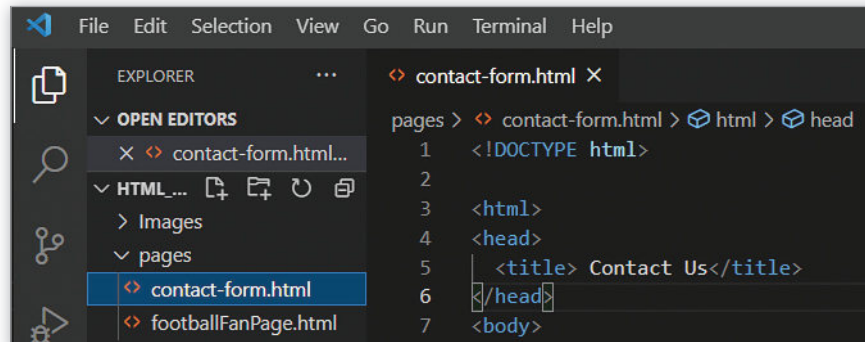 File Edit Selection View Go Run Terminal Help
EXPLORER ...
OPEN EDITORS
contact-form.html...
HTML_...
Images
pages
contact-form.html
footballFanPage.html
contact-form.html
pages > contact-form.html > html > head
1 <!DOCTYPE html>
2
3 <html>
4 <head>
5 <title> Contact Us</title>
6 </head>
7 <body>